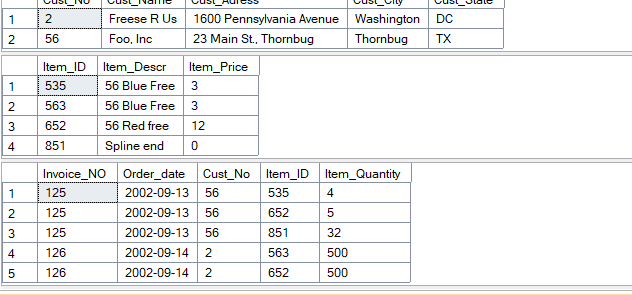 Cust_No Cust_Name Cust_Adress Cust_City Cust_State
1 2 Freese R Us 1600 Pennsylvania Avenue Washington DC
2 56 Foo, Inc 23 Main St., Thornbug Thornbug TX
Item_ID Item_Descr Item_Price
1 535 56 Blue Free 3
2 563 56 Blue Free 3
3 652 56 Red free 12
4 851 Spline end 0
Invoice_NO Order_date Cust_No Item_ID Item_Quantity
1 125 2002-09-13 56 535 4
2 125 2002-09-13 56 652 5
3 125 2002-09-13 56 851 32
4 126 2002-09-14 2 563 500
5 126 2002-09-14 2 652 500